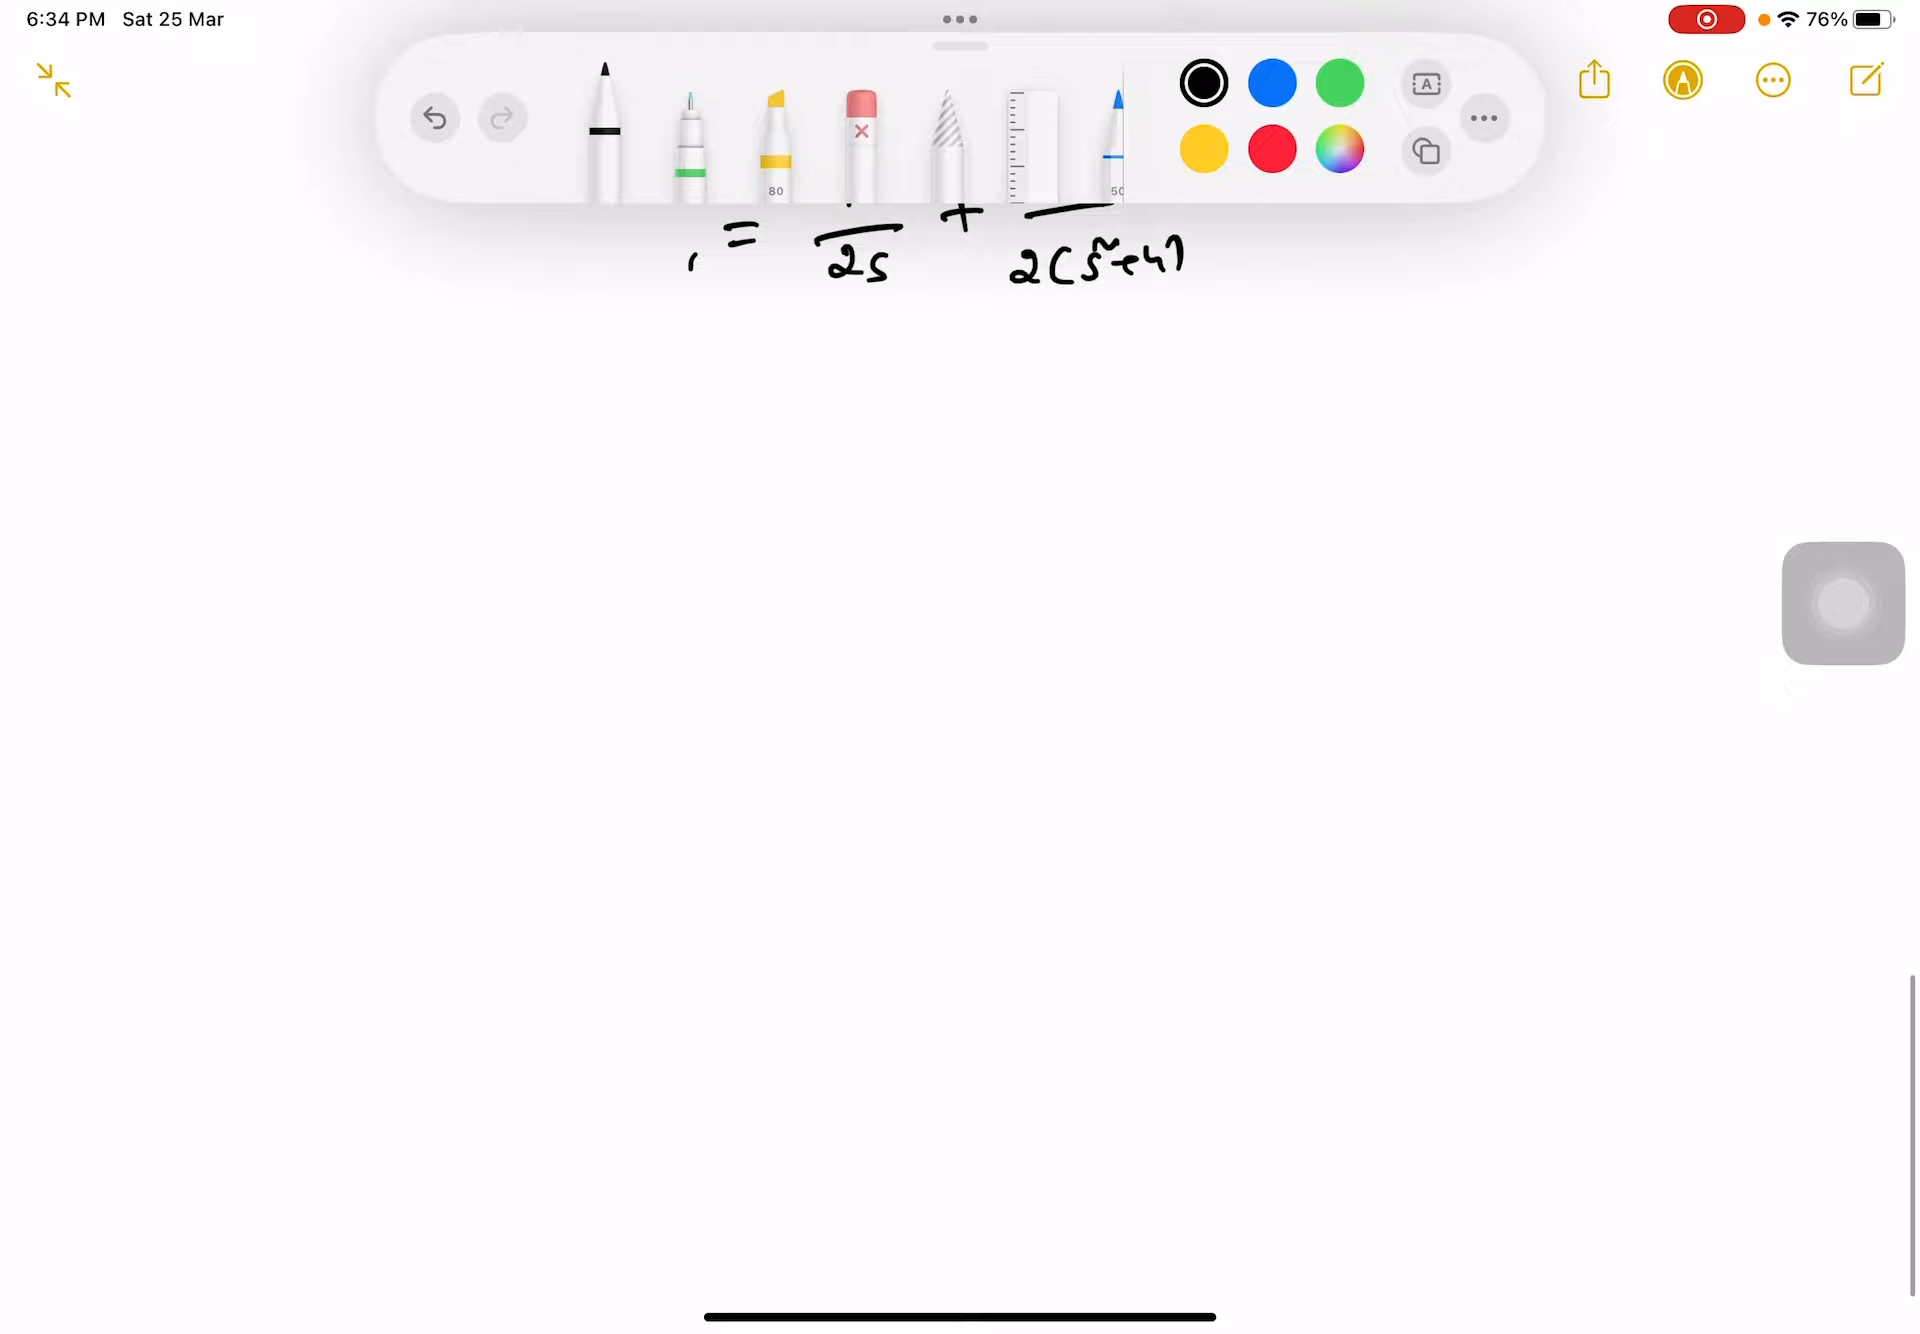 6:34 PM Sat 25 Mar
76%
A
80
50
= — + —
2s 2(s²+4)